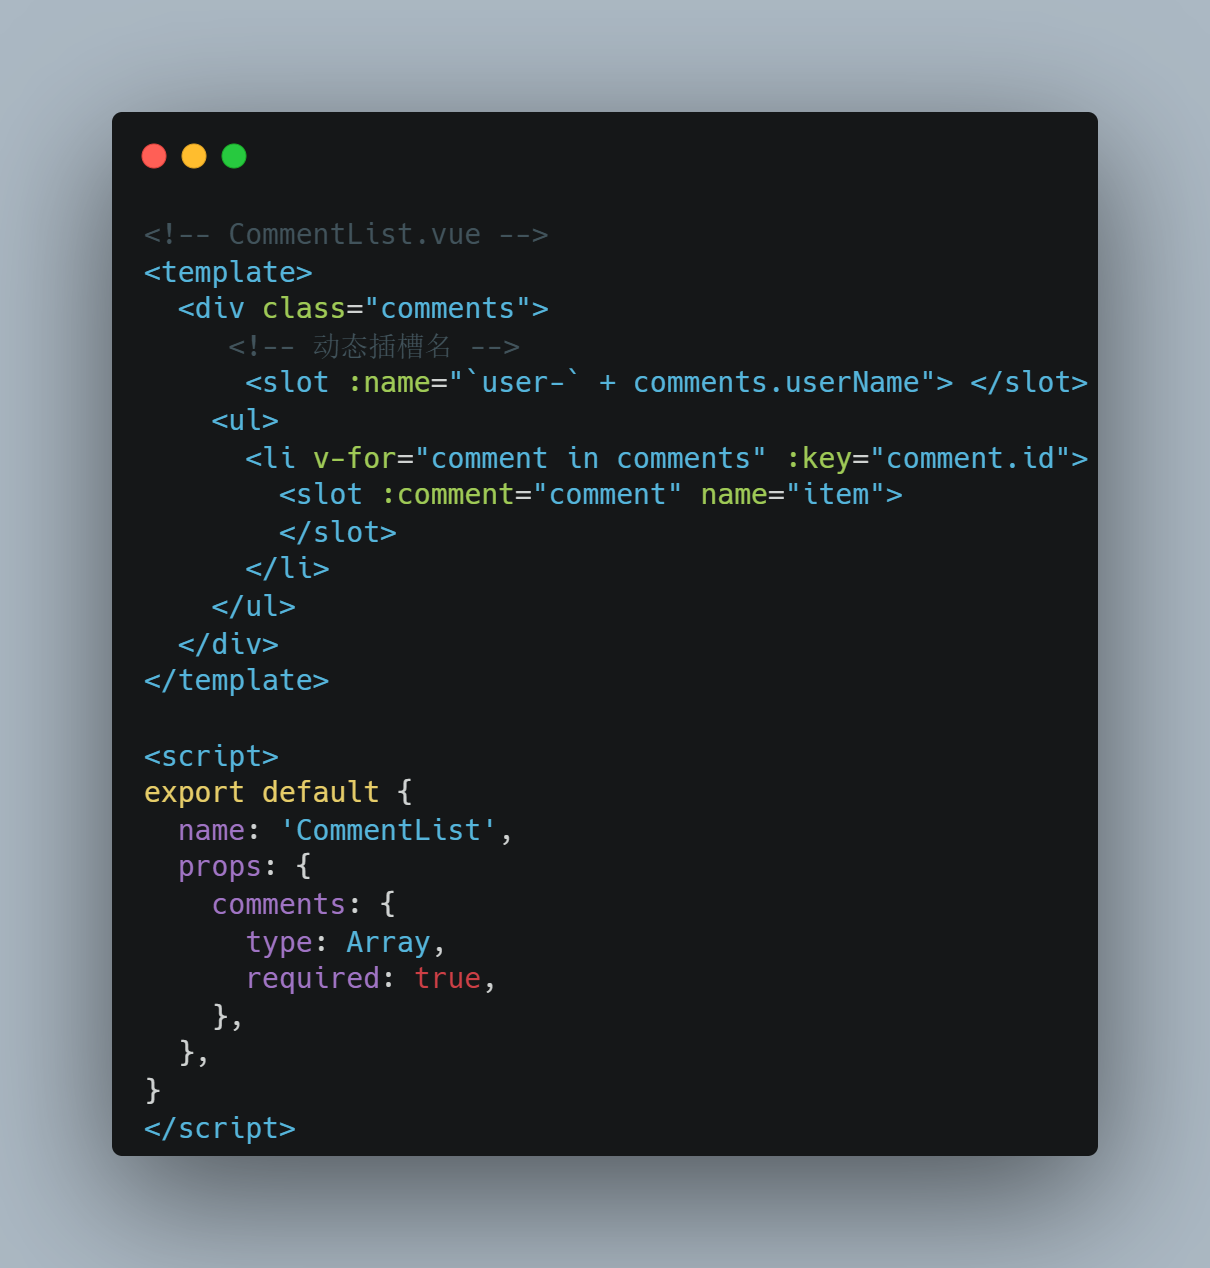 <!-- CommentList.vue -->
<template>
  <div class="comments">
     <!-- 动态插槽名 -->
      <slot :name="`user-` + comments.userName"> </slot>
    <ul>
      <li v-for="comment in comments" :key="comment.id">
        <slot :comment="comment" name="item">
        </slot>
      </li>
    </ul>
  </div>
</template>

<script>
export default {
  name: 'CommentList',
  props: {
    comments: {
      type: Array,
      required: true,
    },
  },
}
</script>